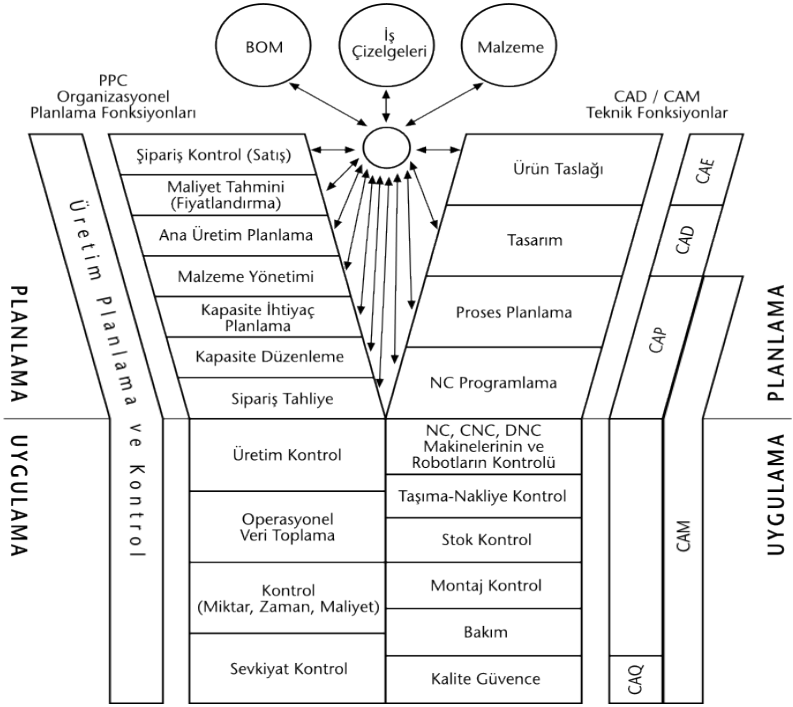 BOM
İş
Çizelgeleri
Malzeme
PPC
Organizasyonel
Planlama Fonksiyonları
CAD / CAM
Teknik Fonksiyonlar
Üretim Planlama ve Kontrol
Şipariş Kontrol (Satış)
Maliyet Tahmini
(Fiyatlandırma)
Ana Üretim Planlama
Malzeme Yönetimi
Kapasite İhtiyaç
Planlama
Kapasite Düzenleme
Sipariş Tahliye
Ürün Taslağı
Tasarım
Proses Planlama
NC Programlama
CAE
CAD
CAP
PLANLAMA
PLANLAMA
UYGULAMA
UYGULAMA
Üretim Kontrol
Operasyonel
Veri Toplama
Kontrol
(Miktar, Zaman, Maliyet)
Sevkiyat Kontrol
NC, CNC, DNC
Makinelerinin ve
Robotların Kontrolü
Taşıma-Nakliye Kontrol
Stok Kontrol
Montaj Kontrol
Bakım
Kalite Güvence
CAM
CAQ